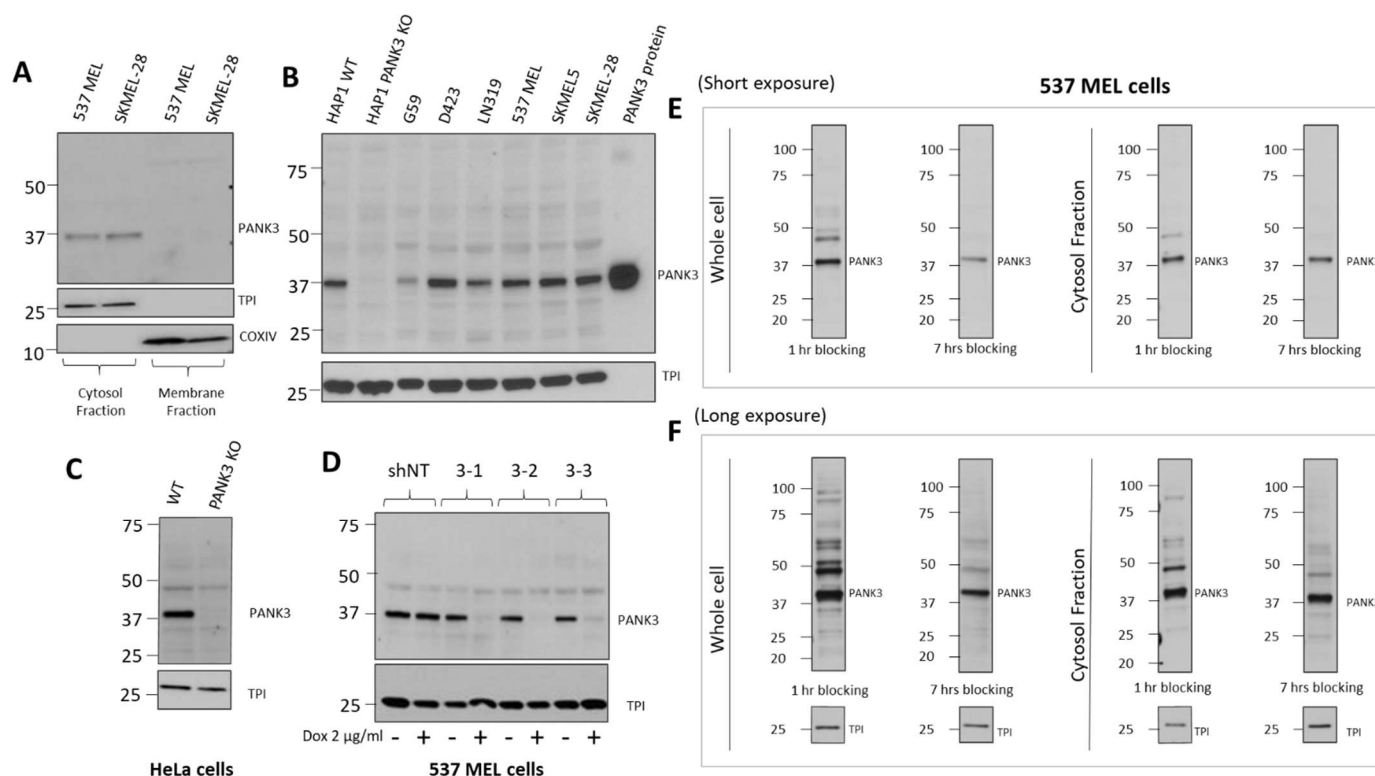 A
537 MEL
SKMEL-28
537 MEL
SKMEL-28
50
37
25
10
PANK3
TPI
COXIV
Cytosol
Fraction
Membrane
Fraction
B
HAP1 WT
HAP1 PANK3 KO
G59
D423
LN319
537 MEL
SKMEL5
SKMEL-28
PANK3 protein
75
50
37
25
25
PANK3
TPI
C
WT
PANK3 KO
75
50
37
25
25
PANK3
TPI
HeLa cells
D
shNT
3-1
3-2
3-3
75
50
37
25
PANK3
TPI
Dox 2 µg/ml
- + - + - + - +
537 MEL cells
(Short exposure)
537 MEL cells
E
Whole cell
100
75
50
37
25
20
PANK3
1 hr blocking
100
75
50
37
25
20
PANK3
7 hrs blocking
Cytosol Fraction
100
75
50
37
25
20
PANK3
1 hr blocking
100
75
50
37
25
20
PANK3
7 hrs blocking
(Long exposure)
F
Whole cell
100
75
50
37
25
20
PANK3
1 hr blocking
25
TPI
100
75
50
37
25
PANK3
7 hrs blocking
25
TPI
Cytosol Fraction
100
75
50
37
25
20
PANK3
1 hr blocking
25
TPI
100
75
50
37
25
PANK3
7 hrs blocking
25
TPI